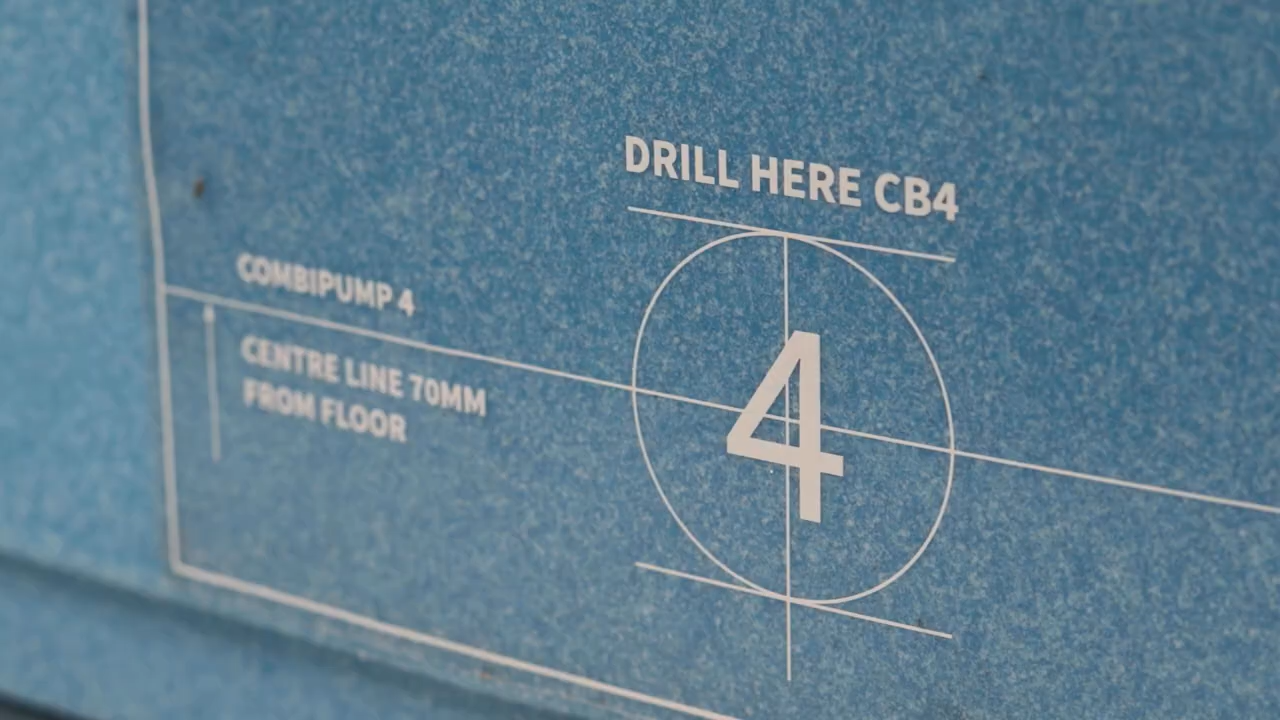 DRILL HERE CB4
COMBIPUMP 4
CENTRE LINE 70MM
FROM FLOOR
4